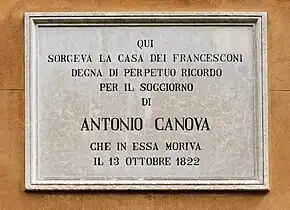 QUI
SORGEVA LA CASA DEI FRANCESCONI
DEGNA DI PERPETUO RICORDO
PER IL SOGGIORNO
DI
ANTONIO CANOVA
CHE IN ESSA MORIVA
IL 13 OTTOBRE 1822